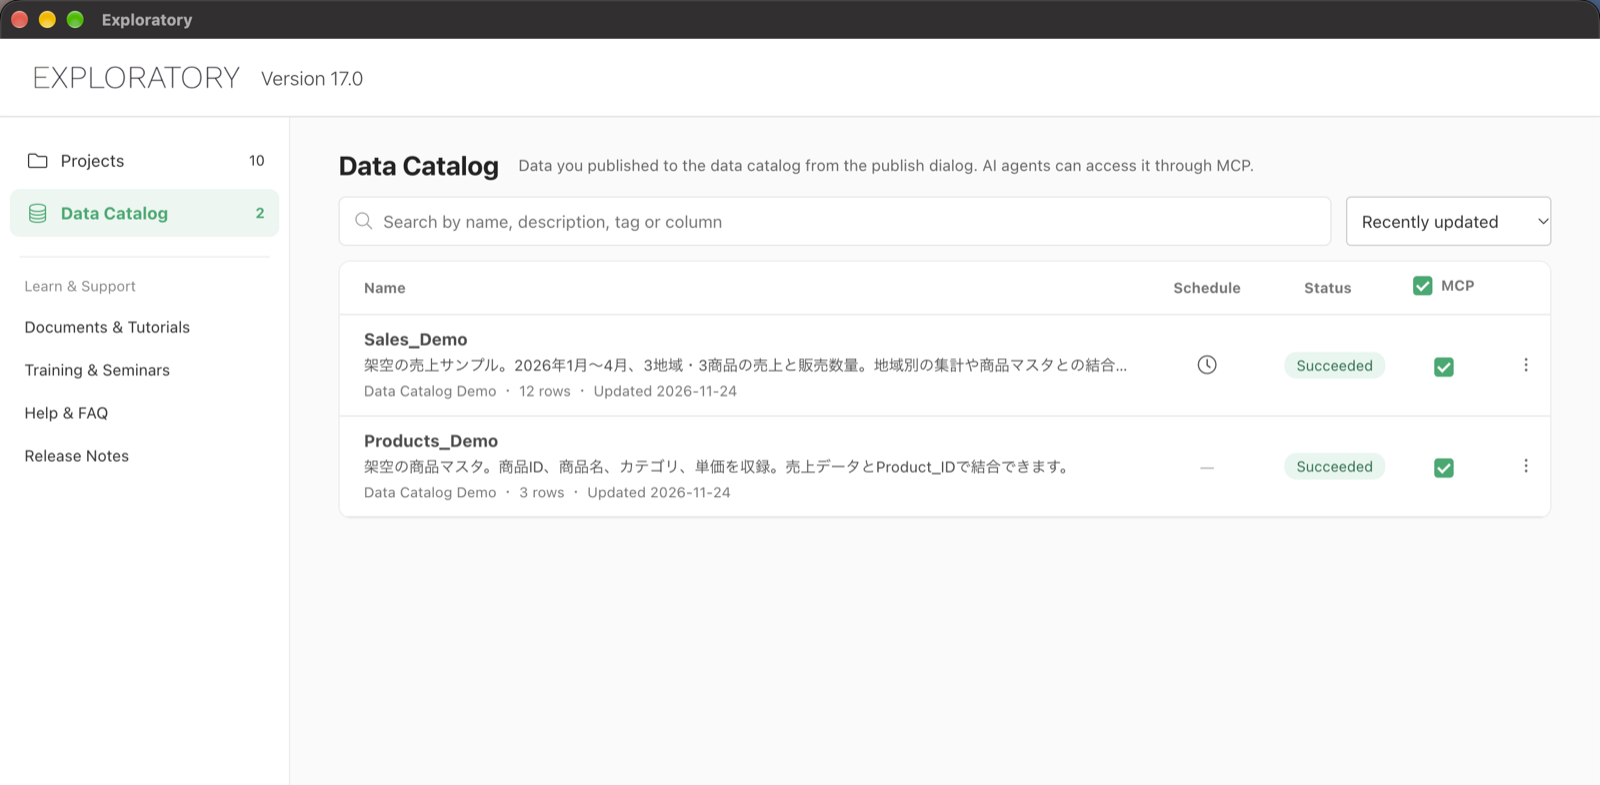 Exploratory
EXPLORATORY Version 17.0
Projects 10
Data Catalog 2
Learn & Support
Documents & Tutorials
Training & Seminars
Help & FAQ
Release Notes
Data Catalog Data you published to the data catalog from the publish dialog. AI agents can access it through MCP.
Search by name, description, tag or column
Recently updated
Name Schedule Status MCP
Sales_Demo
架空の売上サンプル。2026年1月〜4月、3地域・3商品の売上と販売数量。地域別の集計や商品マスタとの結合...
Data Catalog Demo · 12 rows · Updated 2026-11-24
Succeeded
Products_Demo
架空の商品マスタ。商品ID、商品名、カテゴリ、単価を収録。売上データとProduct_IDで結合できます。
Data Catalog Demo · 3 rows · Updated 2026-11-24
— Succeeded